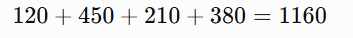 120 + 450 + 210 + 380 = 1160